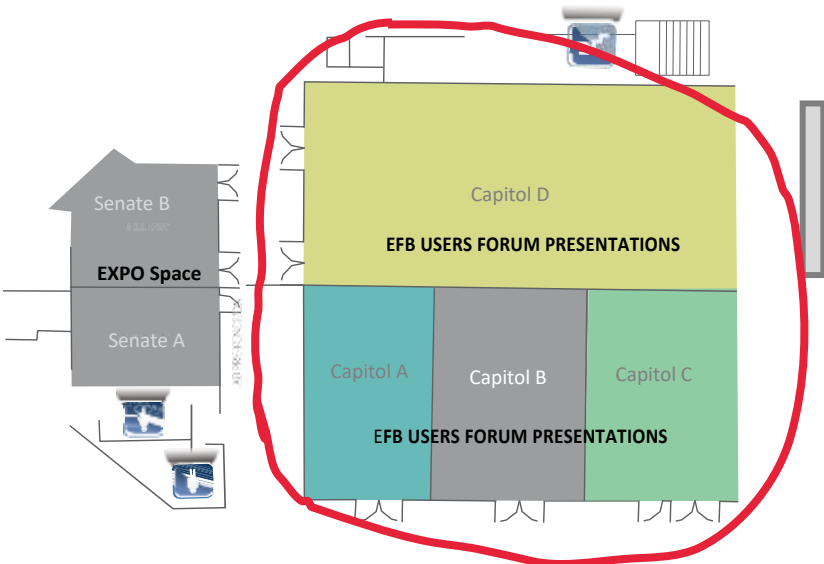 Capitol D
Senate B
EFB USERS FORUM PRESENTATIONS
EXPO Space
Senate A
Capitol A
Capitol B
Capitol C
EFB USERS FORUM PRESENTATIONS